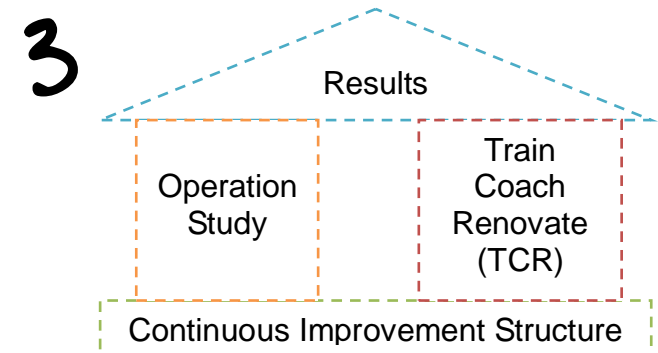 3
Results
Operation
Study
Train
Coach
Renovate
(TCR)
Continuous Improvement Structure